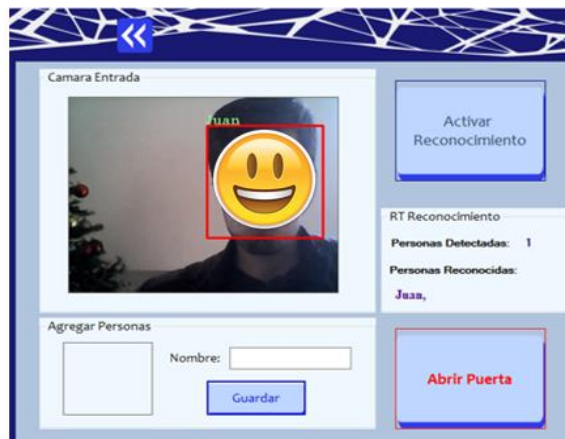 Camara Entrada
Juan
Activar
Reconocimiento
RT Reconocimiento
Personas Detectadas: 1
Personas Reconocidas:
Juan,
Agregar Personas
Nombre:
Guardar
Abrir Puerta